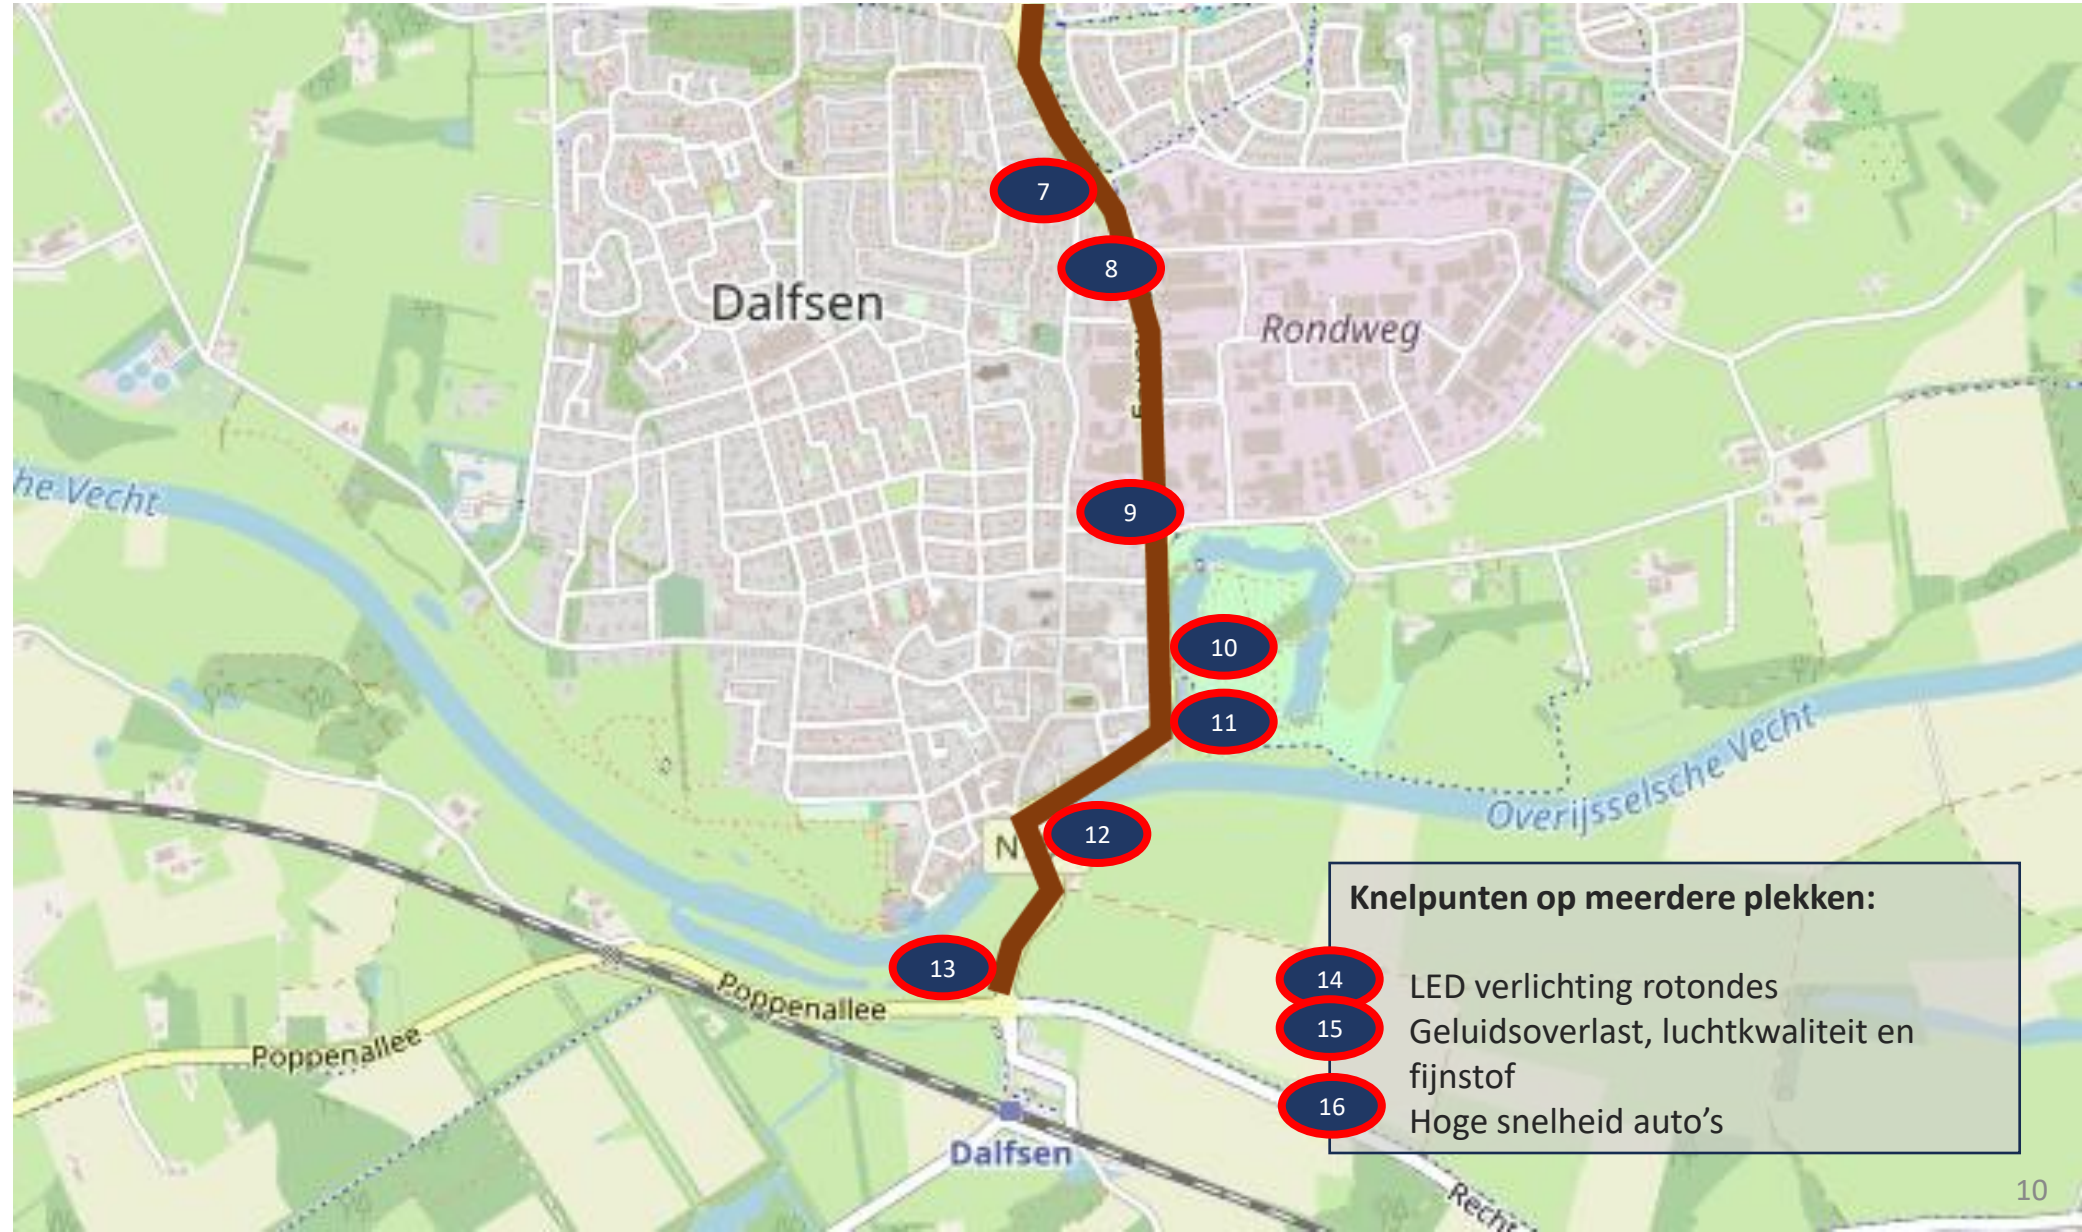 7
8
Dalfsen
Rondweg
he Vecht
9
10
11
Overijsselsche Vecht
12
N
Knelpunten op meerdere plekken:
13
14 LED verlichting rotondes
Poppenallee
15 Geluidsoverlast, luchtkwaliteit en
fijnstof
Poppenallee
16 Hoge snelheid auto's
Dalfsen
Recht
10